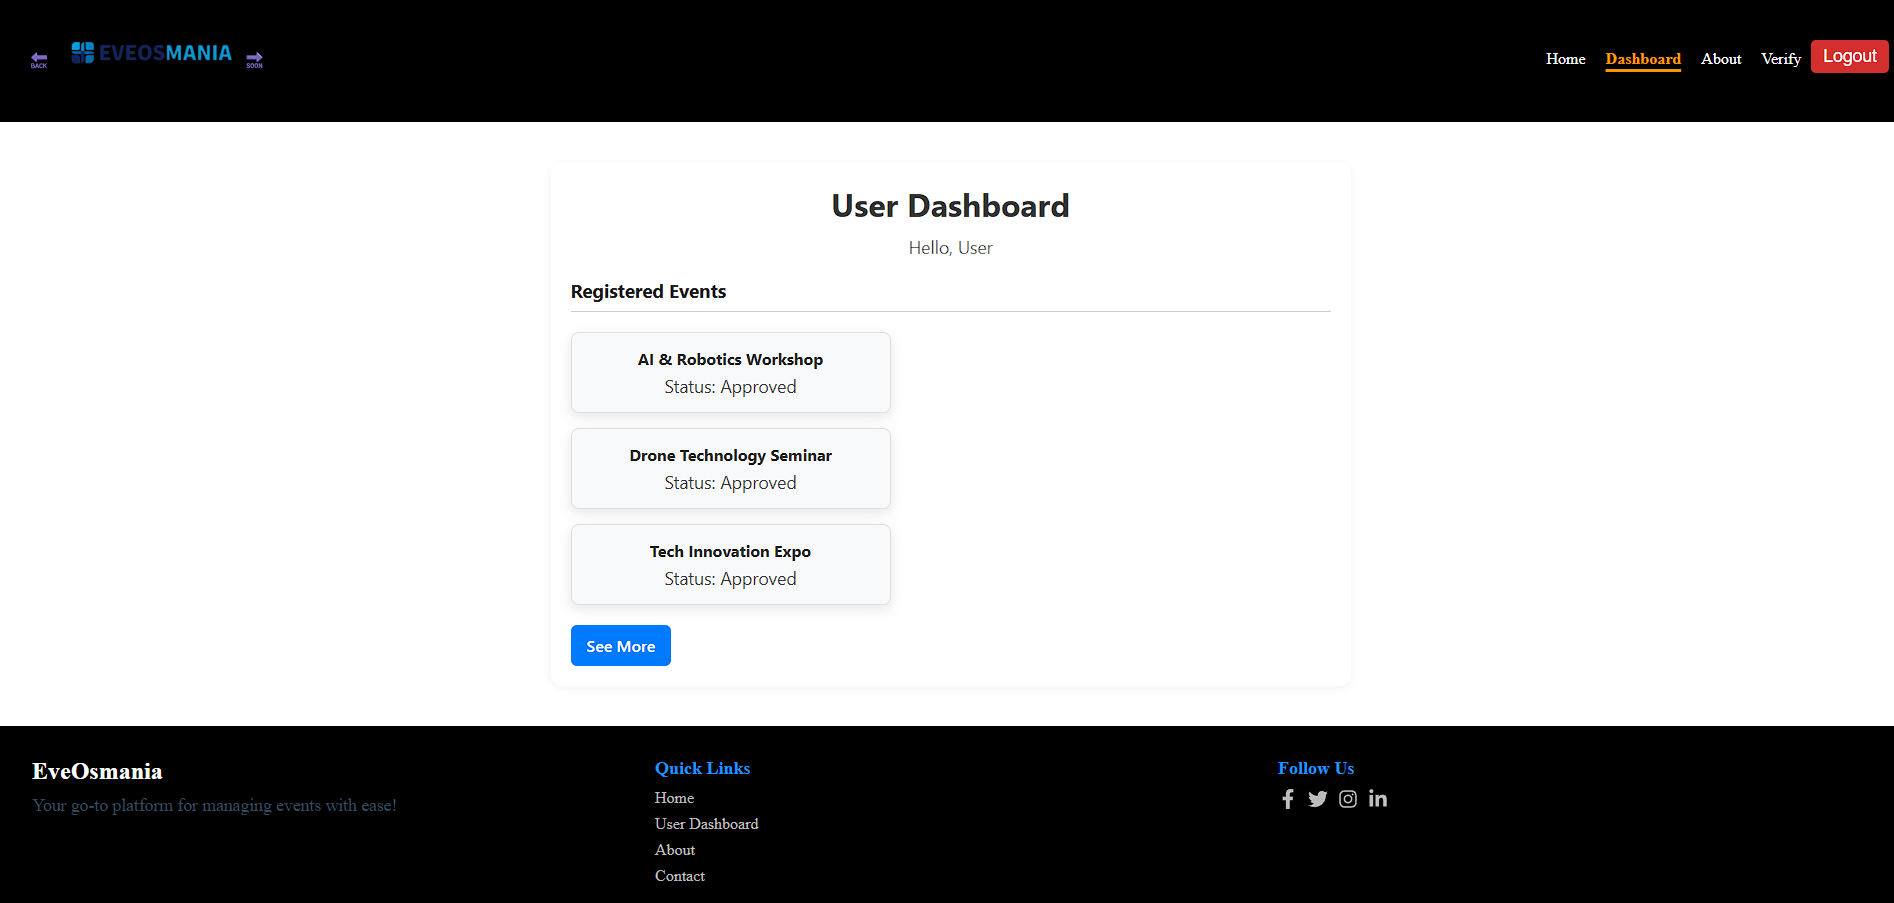 BACK
EVEOSMANIA
SOON
Home
Dashboard
About
Verify
Logout
User Dashboard
Hello, User
Registered Events
AI & Robotics Workshop
Status: Approved
Drone Technology Seminar
Status: Approved
Tech Innovation Expo
Status: Approved
See More
EveOsmania
Your go-to platform for managing events with ease!
Quick Links
Home
User Dashboard
About
Contact
Follow Us